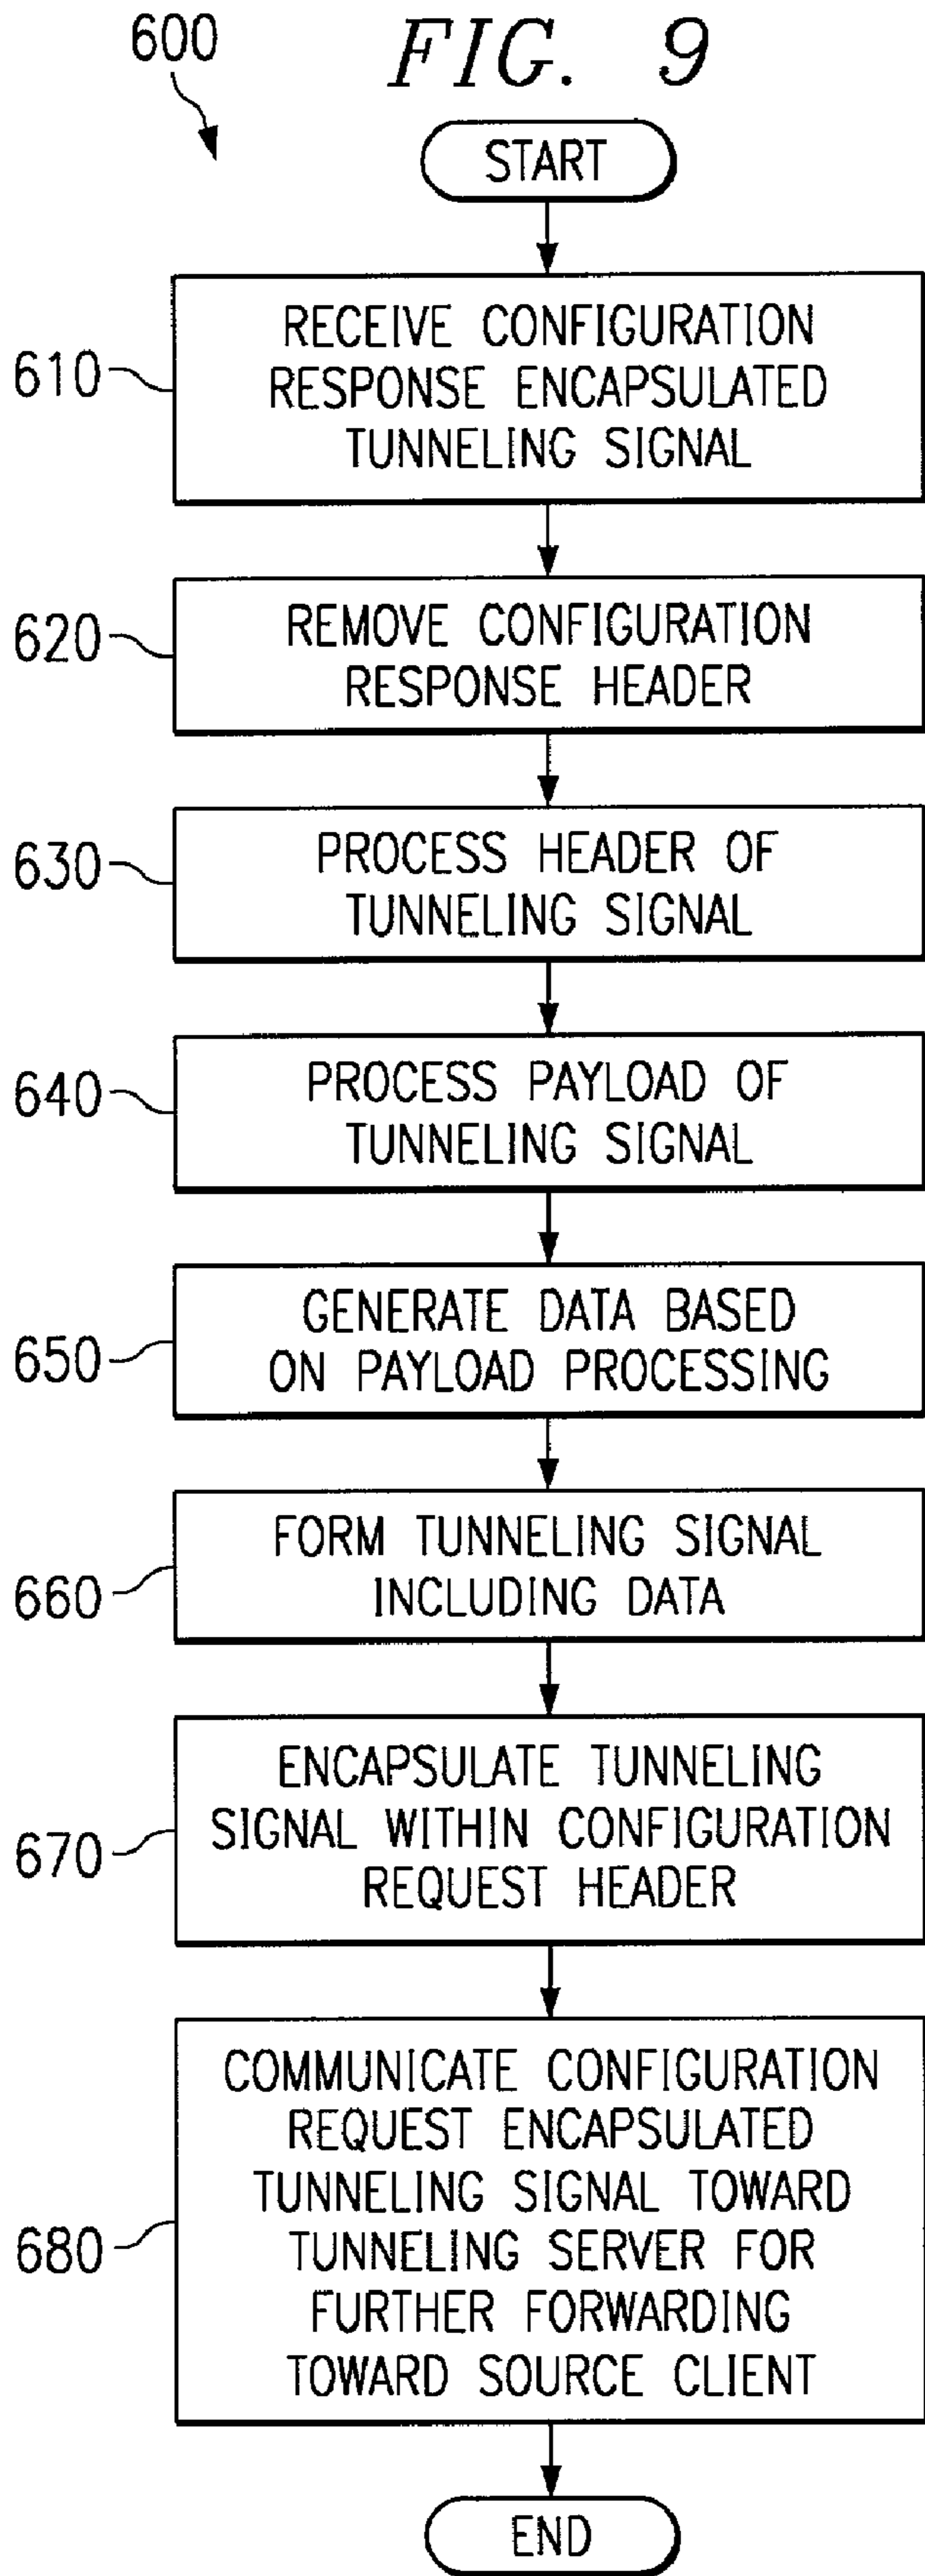 600
FIG. 9
START
610
RECEIVE CONFIGURATION
RESPONSE ENCAPSULATED
TUNNELING SIGNAL
620
REMOVE CONFIGURATION
RESPONSE HEADER
630
PROCESS HEADER OF
TUNNELING SIGNAL
640
PROCESS PAYLOAD OF
TUNNELING SIGNAL
650
GENERATE DATA BASED
ON PAYLOAD PROCESSING
660
FORM TUNNELING SIGNAL
INCLUDING DATA
670
ENCAPSULATE TUNNELING
SIGNAL WITHIN CONFIGURATION
REQUEST HEADER
680
COMMUNICATE CONFIGURATION
REQUEST ENCAPSULATED
TUNNELING SIGNAL TOWARD
TUNNELING SERVER FOR
FURTHER FORWARDING
TOWARD SOURCE CLIENT
END